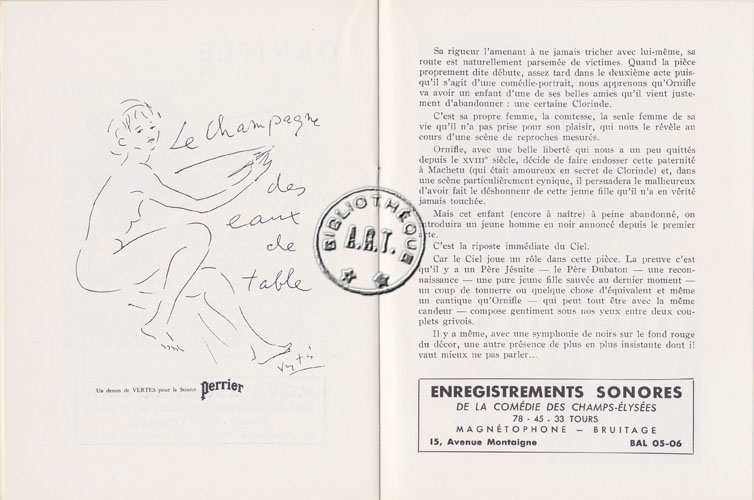 Le Champagne
des
eaux
de
table
Un dessin de VERTES pour la Source Perrier
BIBLIOTHÈQUE
A.R.T.
Sa rigueur l'amenant à ne jamais tricher avec lui-même, sa
route est naturellement parsemée de victimes. Quand la pièce
proprement dite débute, assez tard dans le deuxième acte puis-
qu'il s'agit d'une comédie-portrait, nous apprenons qu'Ornifle
va avoir un enfant d'une de ses belles amies qu'il vient juste-
ment d'abandonner : une certaine Clorinde.
C'est sa propre femme, la comtesse, la seule femme de sa
vie qu'il n'a pas prise pour son plaisir, qui nous le révèle au
cours d'une scène de reproches mesurés.
Ornifle, avec une belle liberté qui nous a un peu quittés
depuis le XVIIIe siècle, décide de faire endosser cette paternité
à Machetu (qui était amoureux en secret de Clorinde) et, dans
une scène particulièrement cynique, il persuadera le malheureux
d'avoir fait le déshonneur de cette jeune fille qu'il n'a en vérité
jamais touchée.
Mais cet enfant (encore à naître) à peine abandonné, on
introduira un jeune homme en noir annoncé depuis le premier
acte.
C'est la riposte immédiate du Ciel.
Car le Ciel joue un rôle dans cette pièce. La preuve c'est
qu'il y a un Père Jésuite — le Père Dubaton — une recon-
naissance — une pure jeune fille sauvée au dernier moment —
un coup de tonnerre ou quelque chose d'équivalent et même
un cantique qu'Ornifle — qui peut tout être avec la même
candeur — compose gentiment sous nos yeux entre deux cou-
plets grivois.
Il y a même, avec une symphonie de noirs sur le fond rouge
du décor, une autre présence de plus en plus insistante dont il
vaut mieux ne pas parler...
ENREGISTREMENTS SONORES
DE LA COMÉDIE DES CHAMPS-ÉLYSÉES
78 - 45 - 33 TOURS
MAGNÉTOPHONE — BRUITAGE
15, Avenue Montaigne BAL 05-06